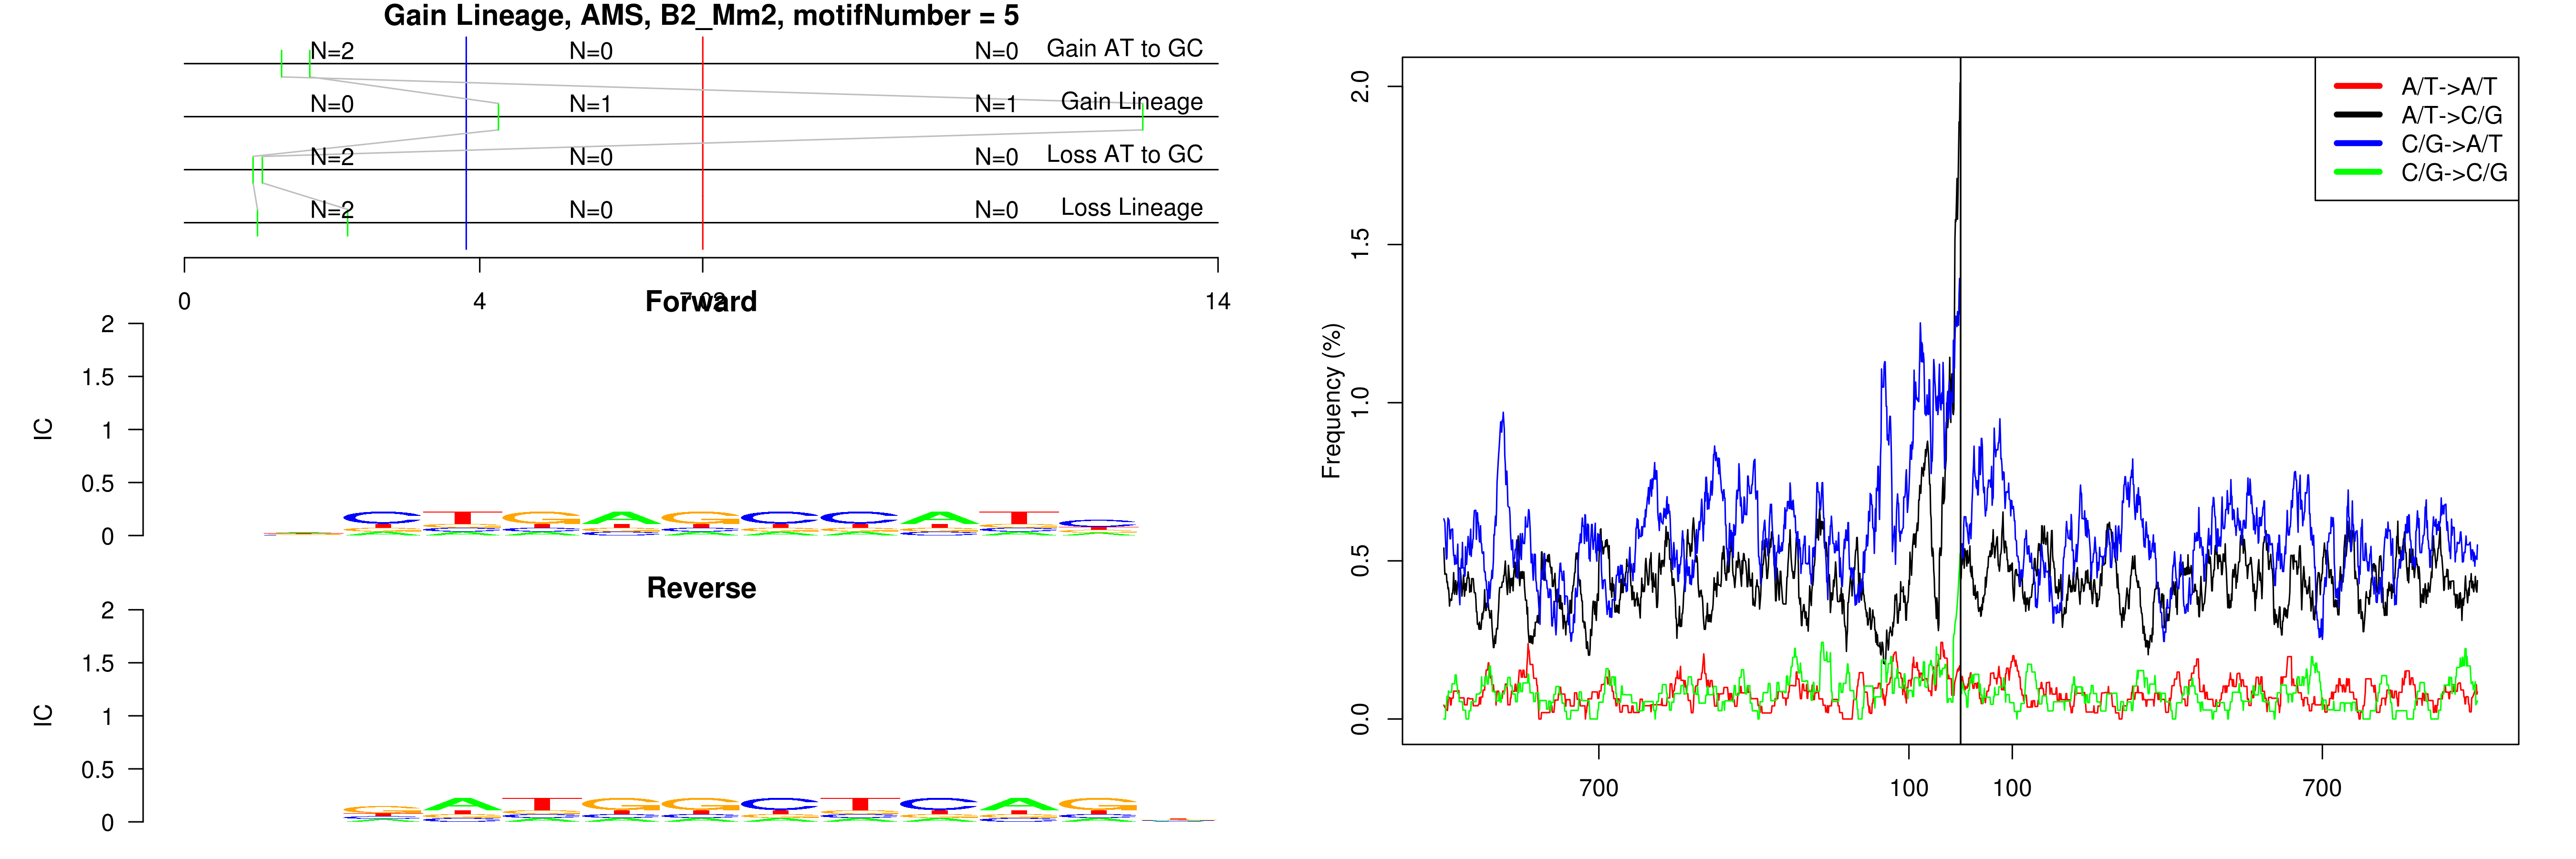 Gain Lineage, AMS, B2_Mm2, motifNumber = 5
N=2 N=0 N=0 Gain AT to GC
N=0 N=1 N=1 Gain Lineage
N=2 N=0 N=0 Loss AT to GC
N=2 N=0 N=0 Loss Lineage
0 4 14
Forward
2
1.5
1
0.5
0
IC
CTGAGCCATC
Reverse
2
1.5
1
0.5
0
IC
GATGGCTCAG
2.0
1.5
1.0
0.5
0.0
Frequency (%)
A/T->A/T
A/T->C/G
C/G->A/T
C/G->C/G
700 100 100 700